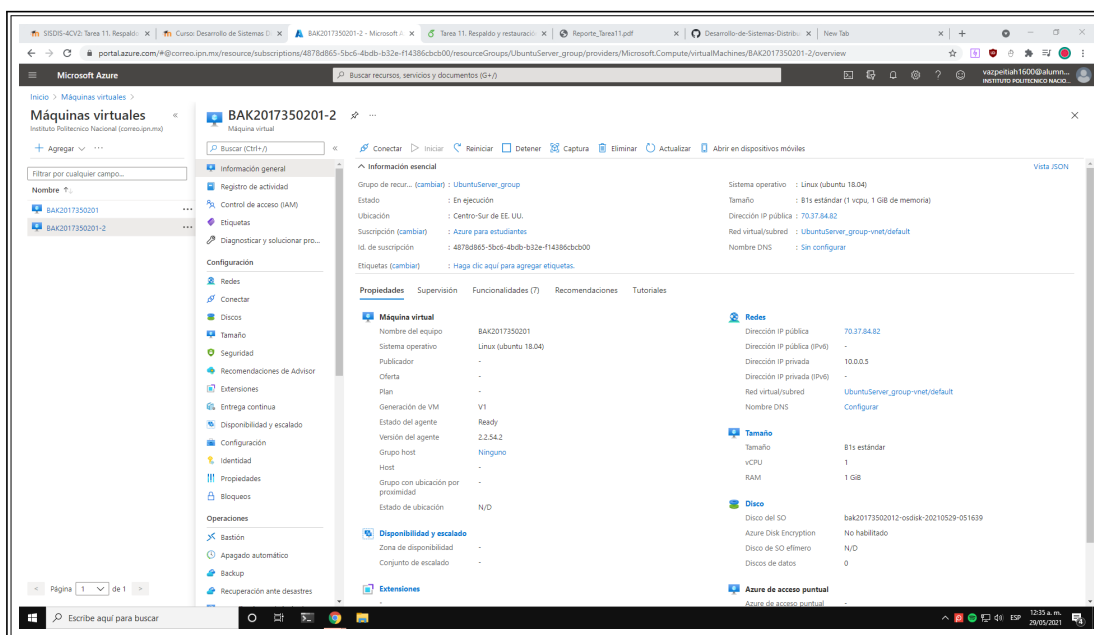 SISDIS-4CV2: Tarea 11. Respald
Curso: Desarrollo de Sistemas D
BAK2017350201-2 - Microsoft A
Tarea 11. Respaldo y restauració
Reporte_Tarea11.pdf
Desarrollo-de-Sistemas-Distribu
New Tab
portal.azure.com/#@correo.ipn.mx/resource/subscriptions/4878d865-5bc6-4bdb-b32e-f14386cbcb00/resourceGroups/UbuntuServer_group/providers/Microsoft.Compute/virtualMachines/BAK2017350201-2/overview
Microsoft Azure
Buscar recursos, servicios y documentos (G+/)
vazpeitiah1600@alumn...
INSTITUTO POLITECNICO NACIO...
Inicio > Máquinas virtuales >
Máquinas virtuales
Instituto Politecnico Nacional (correo.ipn.mx)
+ Agregar
Filtrar por cualquier campo...
Nombre ↑↓
BAK2017350201
BAK2017350201-2
< Página 1 de 1 >
BAK2017350201-2
Máquina virtual
Buscar (Ctrl+/)
Información general
Registro de actividad
Control de acceso (IAM)
Etiquetas
Diagnosticar y solucionar pro...
Configuración
Redes
Conectar
Discos
Tamaño
Seguridad
Recomendaciones de Advisor
Extensiones
Entrega continua
Disponibilidad y escalado
Configuración
Identidad
Propiedades
Bloqueos
Operaciones
Bastión
Apagado automático
Backup
Recuperación ante desastres
Conectar Iniciar Reiniciar Detener Captura Eliminar Actualizar Abrir en dispositivos móviles
Información esencial
Vista JSON
Grupo de recur... (cambiar) : UbuntuServer_group
Estado : En ejecución
Ubicación : Centro-Sur de EE. UU.
Suscripción (cambiar) : Azure para estudiantes
Id. de suscripción : 4878d865-5bc6-4bdb-b32e-f14386cbcb00
Etiquetas (cambiar) : Haga clic aquí para agregar etiquetas.
Sistema operativo : Linux (ubuntu 18.04)
Tamaño : B1s estándar (1 vcpu, 1 GiB de memoria)
Dirección IP pública : 70.37.84.82
Red virtual/subred : UbuntuServer_group-vnet/default
Nombre DNS : Sin configurar
Propiedades Supervisión Funcionalidades (7) Recomendaciones Tutoriales
Máquina virtual
Nombre del equipo BAK2017350201
Sistema operativo Linux (ubuntu 18.04)
Publicador -
Oferta -
Plan -
Generación de VM V1
Estado del agente Ready
Versión del agente 2.2.54.2
Grupo host Ninguno
Host -
Grupo con ubicación por proximidad -
Estado de ubicación N/D
Disponibilidad y escalado
Zona de disponibilidad -
Conjunto de escalado -
Extensiones
-
Redes
Dirección IP pública 70.37.84.82
Dirección IP pública (IPv6) -
Dirección IP privada 10.0.0.5
Dirección IP privada (IPv6) -
Red virtual/subred UbuntuServer_group-vnet/default
Nombre DNS Configurar
Tamaño
Tamaño B1s estándar
vCPU 1
RAM 1 GiB
Disco
Disco del SO bak20173502012-osdisk-20210529-051639
Azure Disk Encryption No habilitado
Disco de SO efímero N/D
Discos de datos 0
Azure de acceso puntual
Azure de acceso puntual -
Escribe aquí para buscar
ESP
12:35 a. m.
29/05/2021